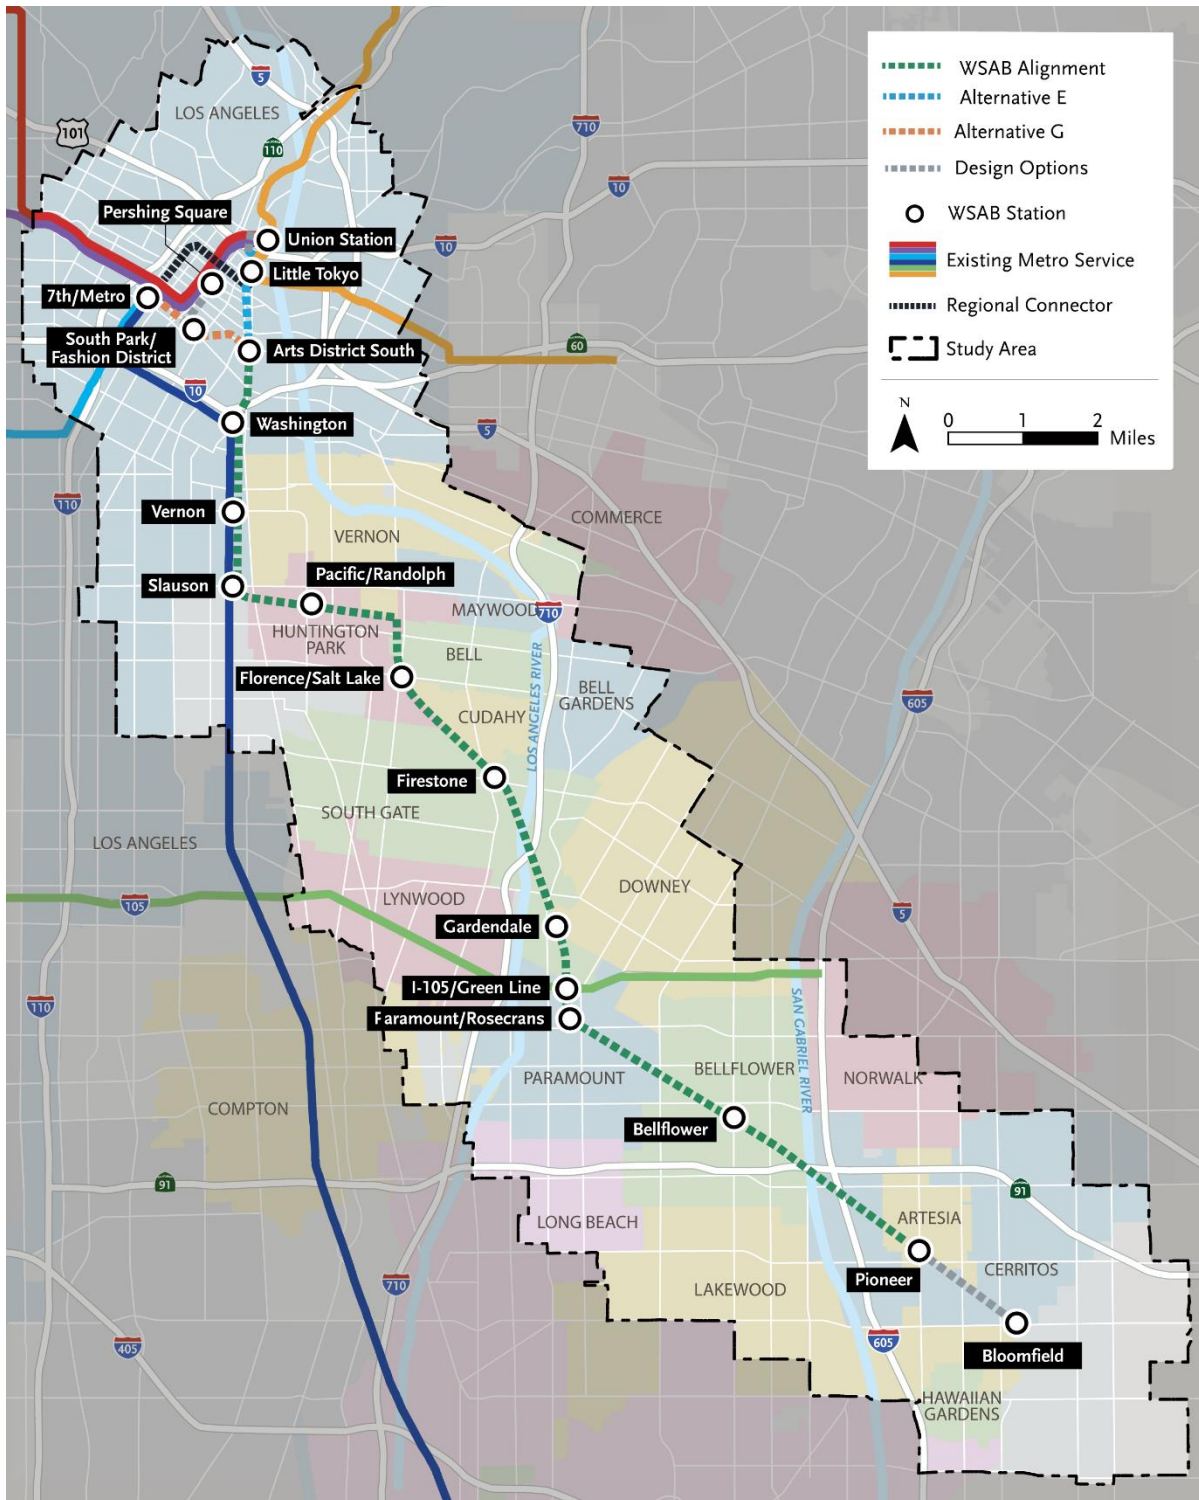 WSAB Alignment
Alternative E
Alternative G
Design Options
WSAB Station
Existing Metro Service
Regional Connector
Study Area
N
0 1 2
Miles
5
LOS ANGELES
101
710
110
10
Pershing Square
Union Station
10
Little Tokyo
7th/Metro
South Park/
Fashion District
Arts District South
60
10
Washington
5
110
Vernon
COMMERCE
VERNON
Slauson
Pacific/Randolph
MAYWOOD
710
HUNTINGTON
PARK
BELL
LOS ANGELES RIVER
Florence/Salt Lake
BELL
GARDENS
605
CUDAHY
Firestone
SOUTH GATE
LOS ANGELES
DOWNEY
LYNWOOD
105
5
Gardendale
I-105/Green Line
110
Paramount/Rosecrans
SAN GABRIEL RIVER
PARAMOUNT
BELLFLOWER
NORWALK
COMPTON
Bellflower
91
91
LONG BEACH
ARTESIA
Pioneer
CERRITOS
710
LAKEWOOD
405
605
Bloomfield
HAWAIIAN
GARDENS